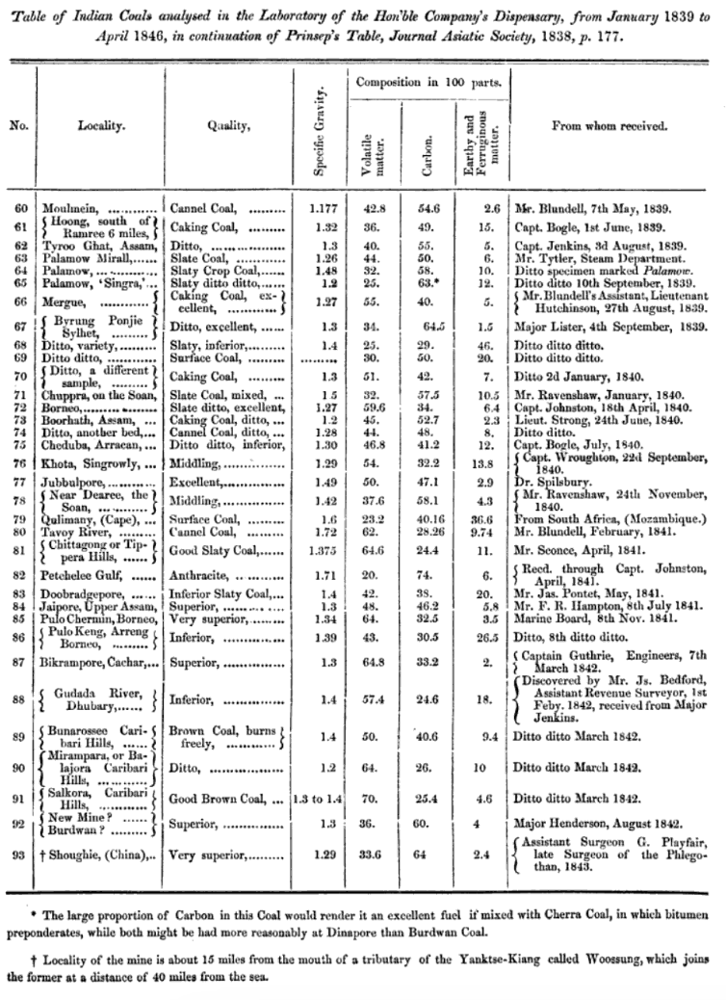 Table of Indian Coals analysed in the Laboratory of the Hon'ble Company's Dispensary, from January 1839 to
April 1846, in continuation of Prinsep's Table, Journal Asiatic Society, 1838, p. 177.
No. Locality. Quality, Specific Gravity. Composition in 100 parts. From whom received.
Volatile matter. Carbon. Earthy and Ferruginous matter.
60 Moulmein, ............ Cannel Coal, ......... 1.177 42.8 54.6 2.6 Mr. Blundell, 7th May, 1839.
61 { Hoong, south of Ramree 6 miles, } Caking Coal, ......... 1.32 36. 49. 15. Capt. Bogle, 1st June, 1839.
62 Tyroo Ghat, Assam, Ditto, .................. 1.3 40. 55. 5. Capt. Jenkins, 3d August, 1839.
63 Palamow Mirall,...... Slate Coal, ............ 1.26 44. 50. 6. Mr. Tytler, Steam Department.
64 Palamow, ............... Slaty Crop Coal,...... 1.48 32. 58. 10. Ditto specimen marked Palamow.
65 Palamow, 'Singra,'... Slaty ditto ditto,...... 1.2 25. 63.* 12. Ditto ditto 10th September, 1839.
66 Mergue, ............ { Caking Coal, excellent, ............ } 1.27 55. 40. 5. { Mr. Blundell's Assistant, Lieutenant Hutchinson, 27th August, 1839.
67 { Byrung Ponjie Sylhet, ......... } Ditto, excellent, ...... 1.3 34. 64.5 1.5 Major Lister, 4th September, 1839.
68 Ditto, variety,......... Slaty, inferior,......... 1.4 25. 29. 46. Ditto ditto ditto.
69 Ditto ditto, ............ Surface Coal, ......... ......... 30. 50. 20. Ditto ditto ditto.
70 { Ditto, a different sample, ......... } Caking Coal, ......... 1.3 51. 42. 7. Ditto 2d January, 1840.
71 Chuppra, on the Soan, Slate Coal, mixed, ... 1 5 32. 57.5 10.5 Mr. Ravenshaw, January, 1840.
72 Borneo,.................. Slate ditto, excellent, 1.27 59.6 34. 6.4 Capt. Johnston, 18th April, 1840.
73 Boorhath, Assam, ... Caking Coal, ditto, ... 1.2 45. 52.7 2.3 Lieut. Strong, 24th June, 1840.
74 Ditto, another bed,... Cannel Coal, ditto, ... 1.28 44. 48. 8. Ditto ditto.
75 Cheduba, Arracan, ... Ditto ditto, inferior, 1.30 46.8 41.2 12. Capt. Bogle, July, 1840.
76 Khota, Singrowly, ... Middling,............... 1.29 54. 32.2 13.8 { Capt. Wroughton, 22d September, 1840.
77 Jubbulpore,............ Excellent,............... 1.49 50. 47.1 2.9 Dr. Spilsbury.
78 { Near Dearee, the Soan, ............ } Middling,............... 1.42 37.6 58.1 4.3 { Mr. Ravenshaw, 24th November, 1840.
79 Qulimany, (Cape), ... Surface Coal, ......... 1.6 23.2 40.16 36.6 From South Africa, (Mozambique.)
80 Tavoy River, ......... Cannel Coal, ......... 1.72 62. 28.26 9.74 Mr. Blundell, February, 1841.
81 { Chittagong or Tippera Hills, ...... } Good Slaty Coal,...... 1.375 64.6 24.4 11. Mr. Sconce, April, 1841.
82 Petchelee Gulf, ...... Anthracite, ............ 1.71 20. 74. 6. { Reed. through Capt. Johnston, April, 1841.
83 Doobradgepore, ...... Inferior Slaty Coal,... 1.4 42. 38. 20. Mr. Jas. Pontet, May, 1841.
84 Jaipore, Upper Assam, Superior, ............... 1.3 48. 46.2 5.8 Mr. F. R. Hampton, 8th July 1841.
85 Pulo Chermin, Borneo, Very superior,......... 1.34 64. 32.5 3.5 Marine Board, 8th Nov. 1841.
86 { Pulo Keng, Arreng Borneo, ............ } Inferior, ............... 1.39 43. 30.5 26.5 Ditto, 8th ditto ditto.
87 Bikrampore, Cachar,... Superior, ............... 1.3 64.8 33.2 2. { Captain Guthrie, Engineers, 7th March 1842.
88 { Gudada River, Dhubary,...... } Inferior, ............... 1.4 57.4 24.6 18. { Discovered by Mr. Js. Bedford, Assistant Revenue Surveyor, 1st Feby. 1842, received from Major Jenkins.
89 { Bunarossee Caribari Hills, ...... } Brown Coal, burns freely, ............ } 1.4 50. 40.6 9.4 Ditto ditto March 1842.
90 { Mirampara, or Balajora Caribari Hills, ............ } Ditto, .................. 1.2 64. 26. 10 Ditto ditto March 1842.
91 { Salkora, Caribari Hills, ............ } Good Brown Coal, ... 1.3 to 1.4 70. 25.4 4.6 Ditto ditto March 1842.
92 { New Mine? ...... Burdwan? ......... } Superior, ............... 1.3 36. 60. 4 Major Henderson, August 1842.
93 † Shoughie, (China),.. Very superior,......... 1.29 33.6 64 2.4 { Assistant Surgeon G. Playfair, late Surgeon of the Phlegothan, 1843.
* The large proportion of Carbon in this Coal would render it an excellent fuel if mixed with Cherra Coal, in which bitumen
preponderates, while both might be had more reasonably at Dinapore than Burdwan Coal.
† Locality of the mine is about 15 miles from the mouth of a tributary of the Yanktse-Kiang called Woossung, which joins
the former at a distance of 40 miles from the sea.